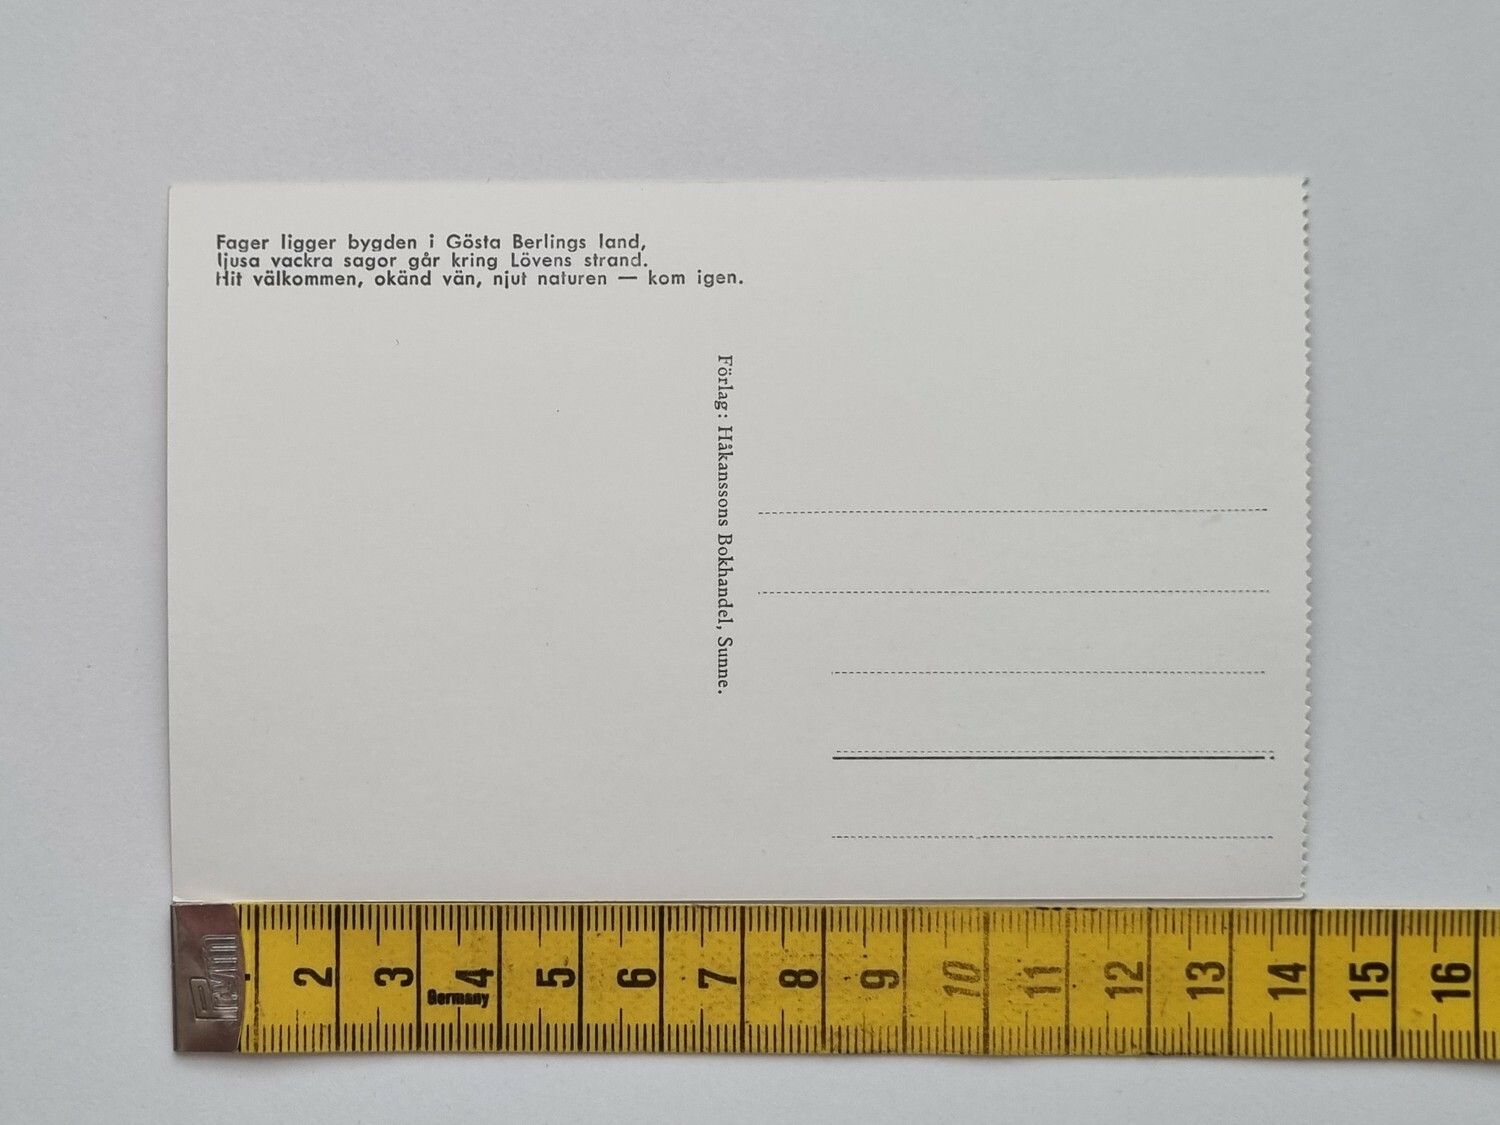 Fager ligger bygden i Gösta Berlings land,
ljusa vackra sagor går kring Lövens strand.
Hit välkommen, okänd vän, njut naturen — kom igen.
Förlag: Håkanssons Bokhandel, Sunne.
Prym
1 2 3 4 5 6 7 8 9 10 11 12 13 14 15 16
Germany